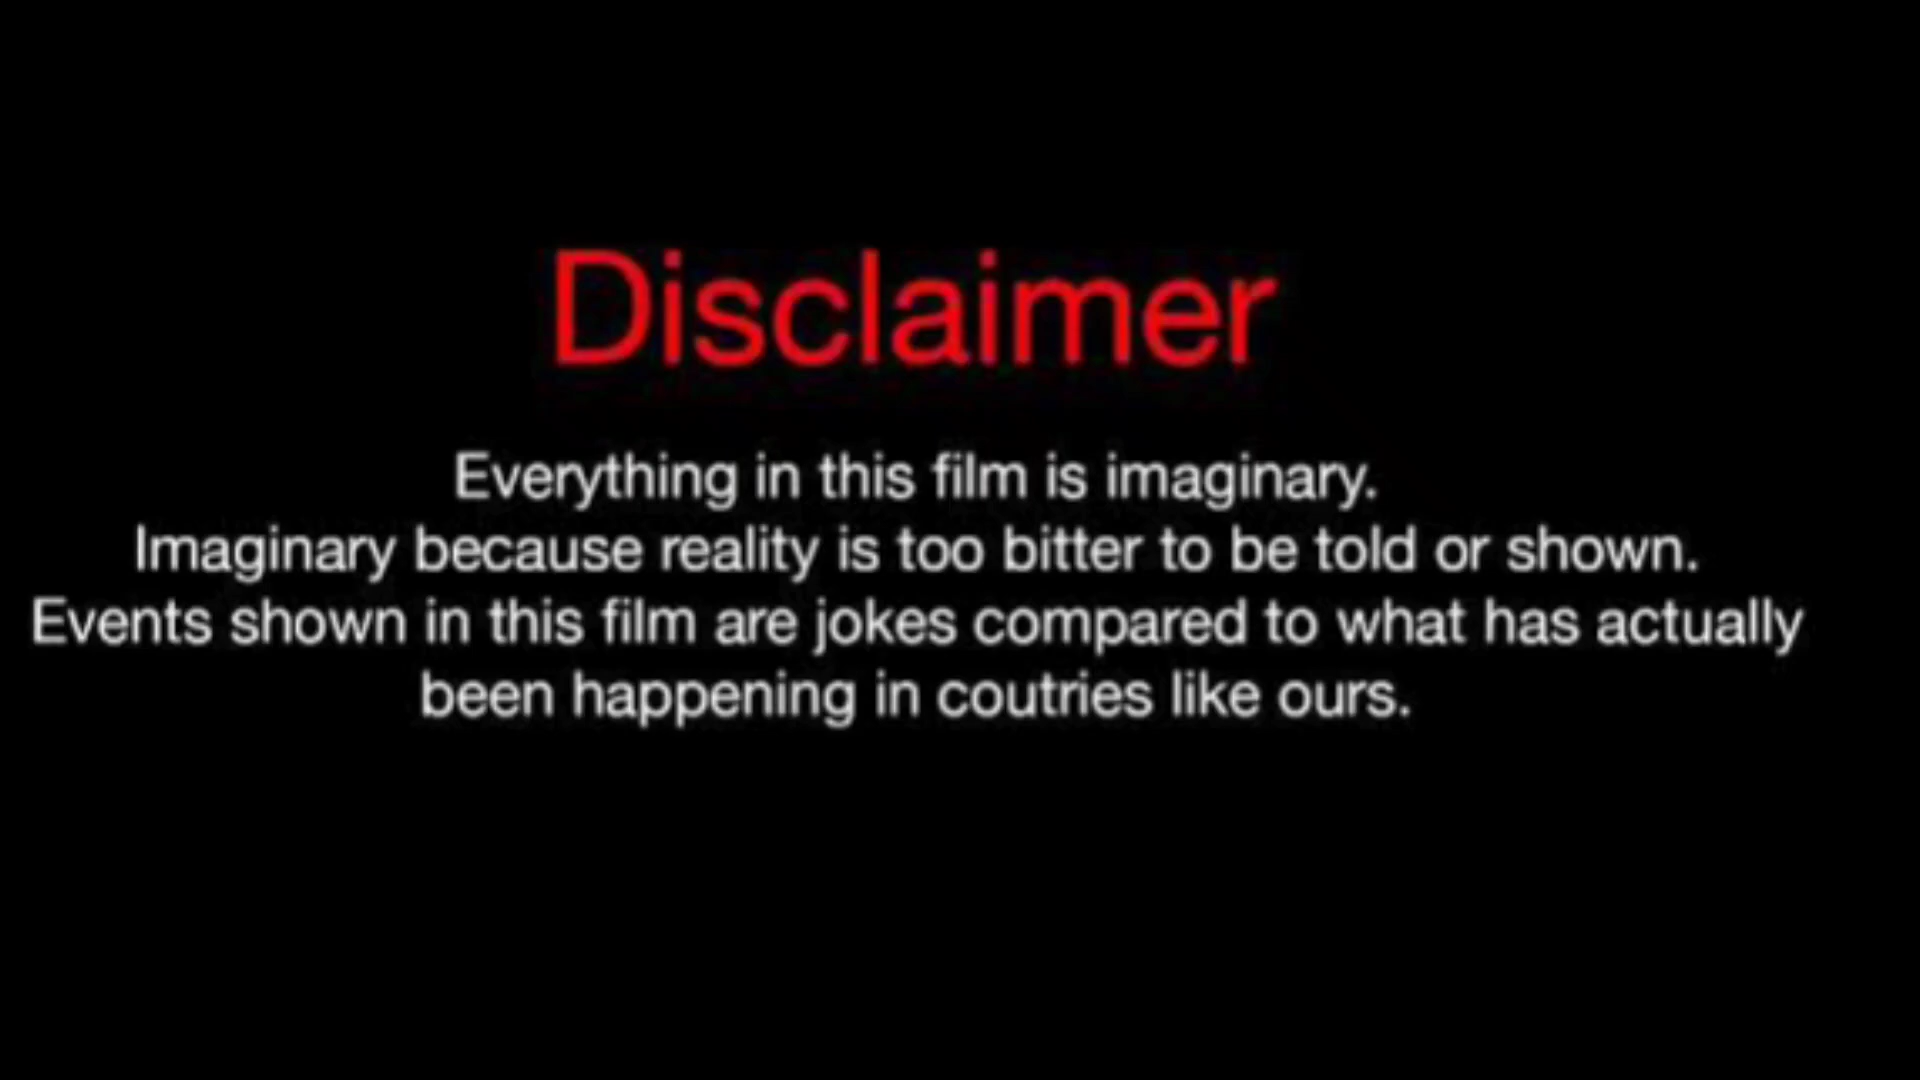 Disclaimer
Everything in this film is imaginary.
Imaginary because reality is too bitter to be told or shown.
Events shown in this film are jokes compared to what has actually
been happening in coutries like ours.